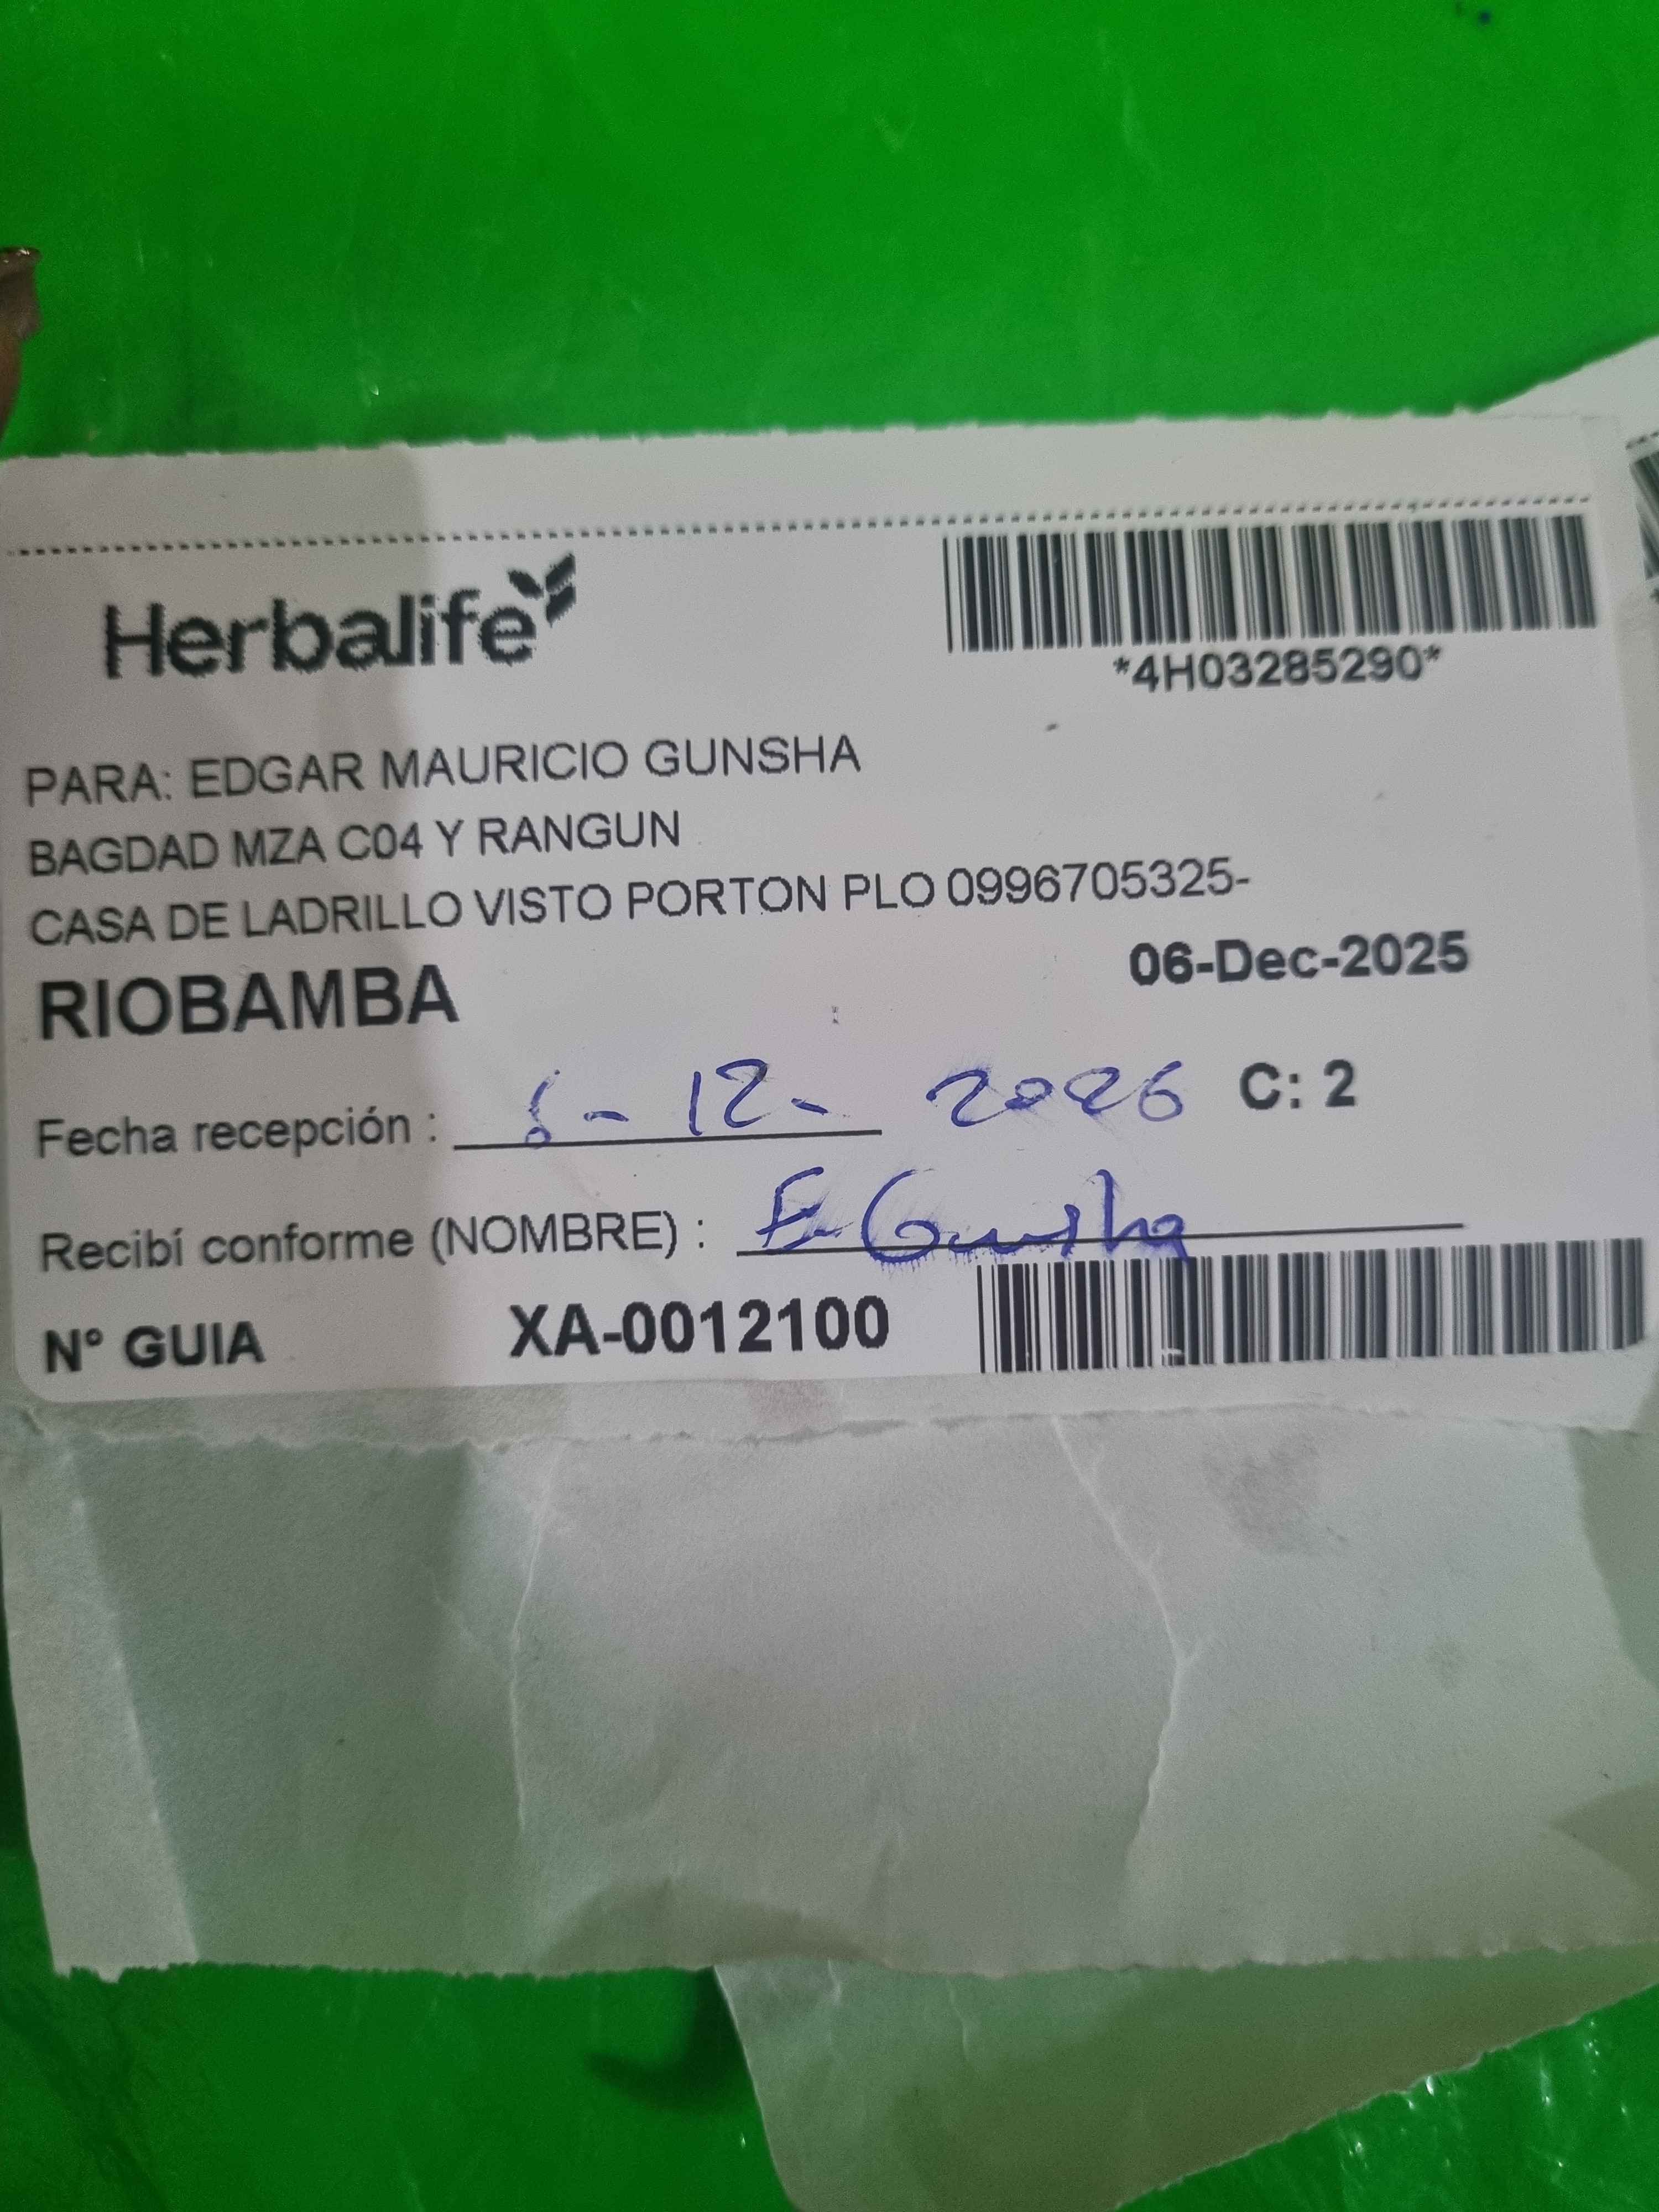 Herbalife
*4H03285290*
PARA: EDGAR MAURICIO GUNSHA
BAGDAD MZA C04 Y RANGUN
CASA DE LADRILLO VISTO PORTON PLO 0996705325-
RIOBAMBA
06-Dec-2025
Fecha recepción : - 12 - 2026 C: 2
Recibí conforme (NOMBRE) : E. Gunsha
N° GUIA XA-0012100